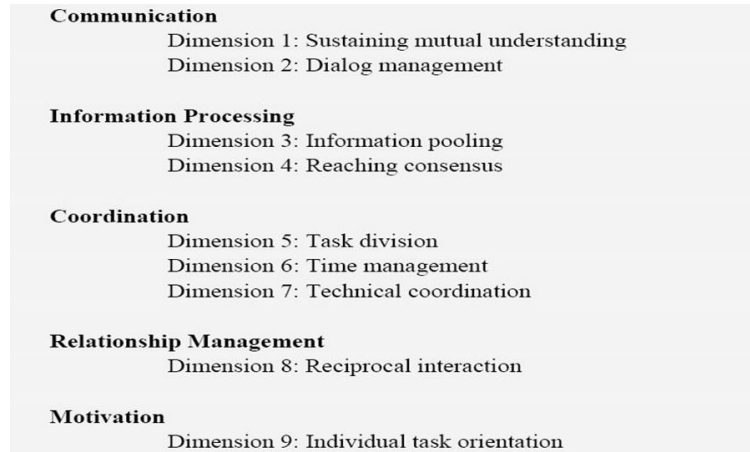 Communication
Dimension 1: Sustaining mutual understanding
Dimension 2: Dialog management
Information Processing
Dimension 3: Information pooling
Dimension 4: Reaching consensus
Coordination
Dimension 5: Task division
Dimension 6: Time management
Dimension 7: Technical coordination
Relationship Management
Dimension 8: Reciprocal interaction
Motivation
Dimension 9: Individual task orientation